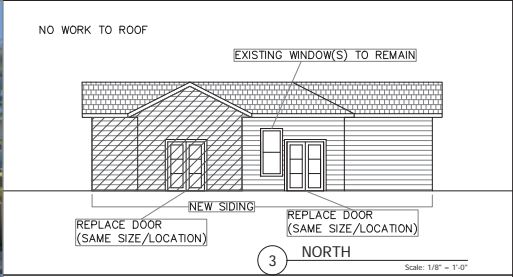 NO WORK TO ROOF
EXISTING WINDOW(S) TO REMAIN
NEW SIDING
REPLACE DOOR
(SAME SIZE/LOCATION)
REPLACE DOOR
(SAME SIZE/LOCATION)
3
NORTH
Scale: 1/8" = 1'-0"